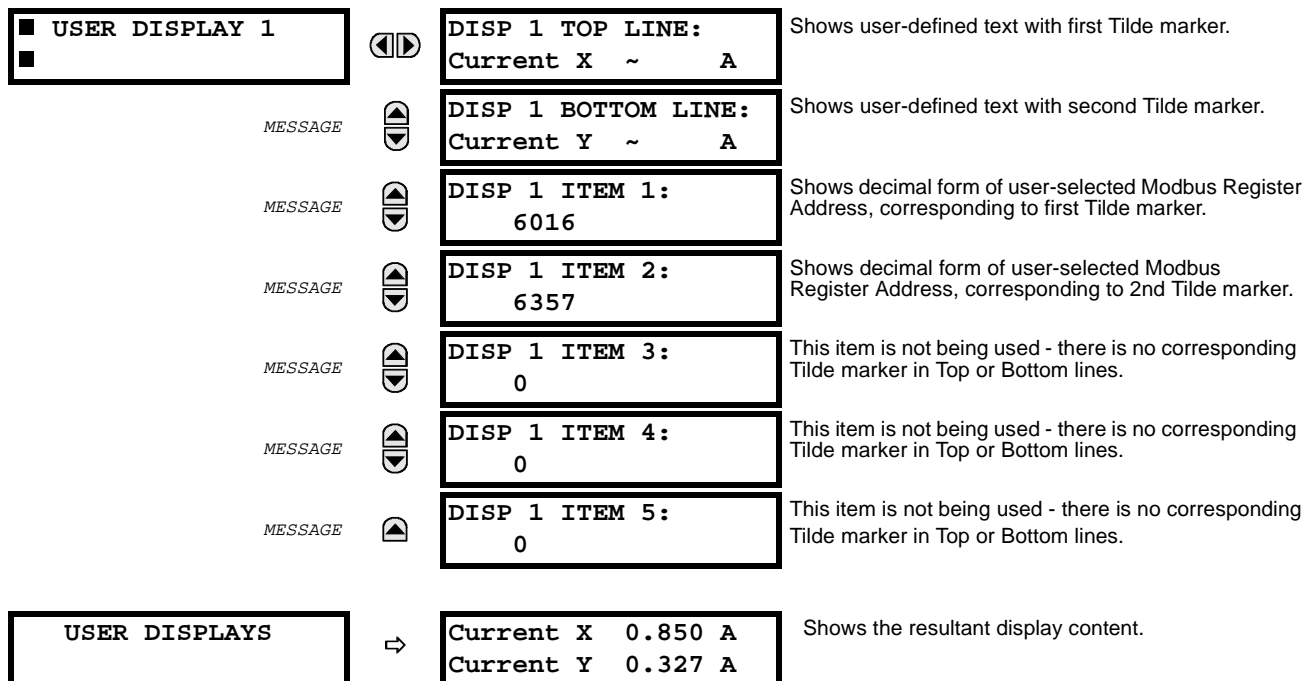 USER DISPLAY 1
DISP 1 TOP LINE:
Current X ~ A
Shows user-defined text with first Tilde marker.
MESSAGE
DISP 1 BOTTOM LINE:
Current Y ~ A
Shows user-defined text with second Tilde marker.
MESSAGE
DISP 1 ITEM 1:
6016
Shows decimal form of user-selected Modbus Register
Address, corresponding to first Tilde marker.
MESSAGE
DISP 1 ITEM 2:
6357
Shows decimal form of user-selected Modbus
Register Address, corresponding to 2nd Tilde marker.
MESSAGE
DISP 1 ITEM 3:
0
This item is not being used - there is no corresponding
Tilde marker in Top or Bottom lines.
MESSAGE
DISP 1 ITEM 4:
0
This item is not being used - there is no corresponding
Tilde marker in Top or Bottom lines.
MESSAGE
DISP 1 ITEM 5:
0
This item is not being used - there is no corresponding
Tilde marker in Top or Bottom lines.
USER DISPLAYS
Current X 0.850 A
Current Y 0.327 A
Shows the resultant display content.